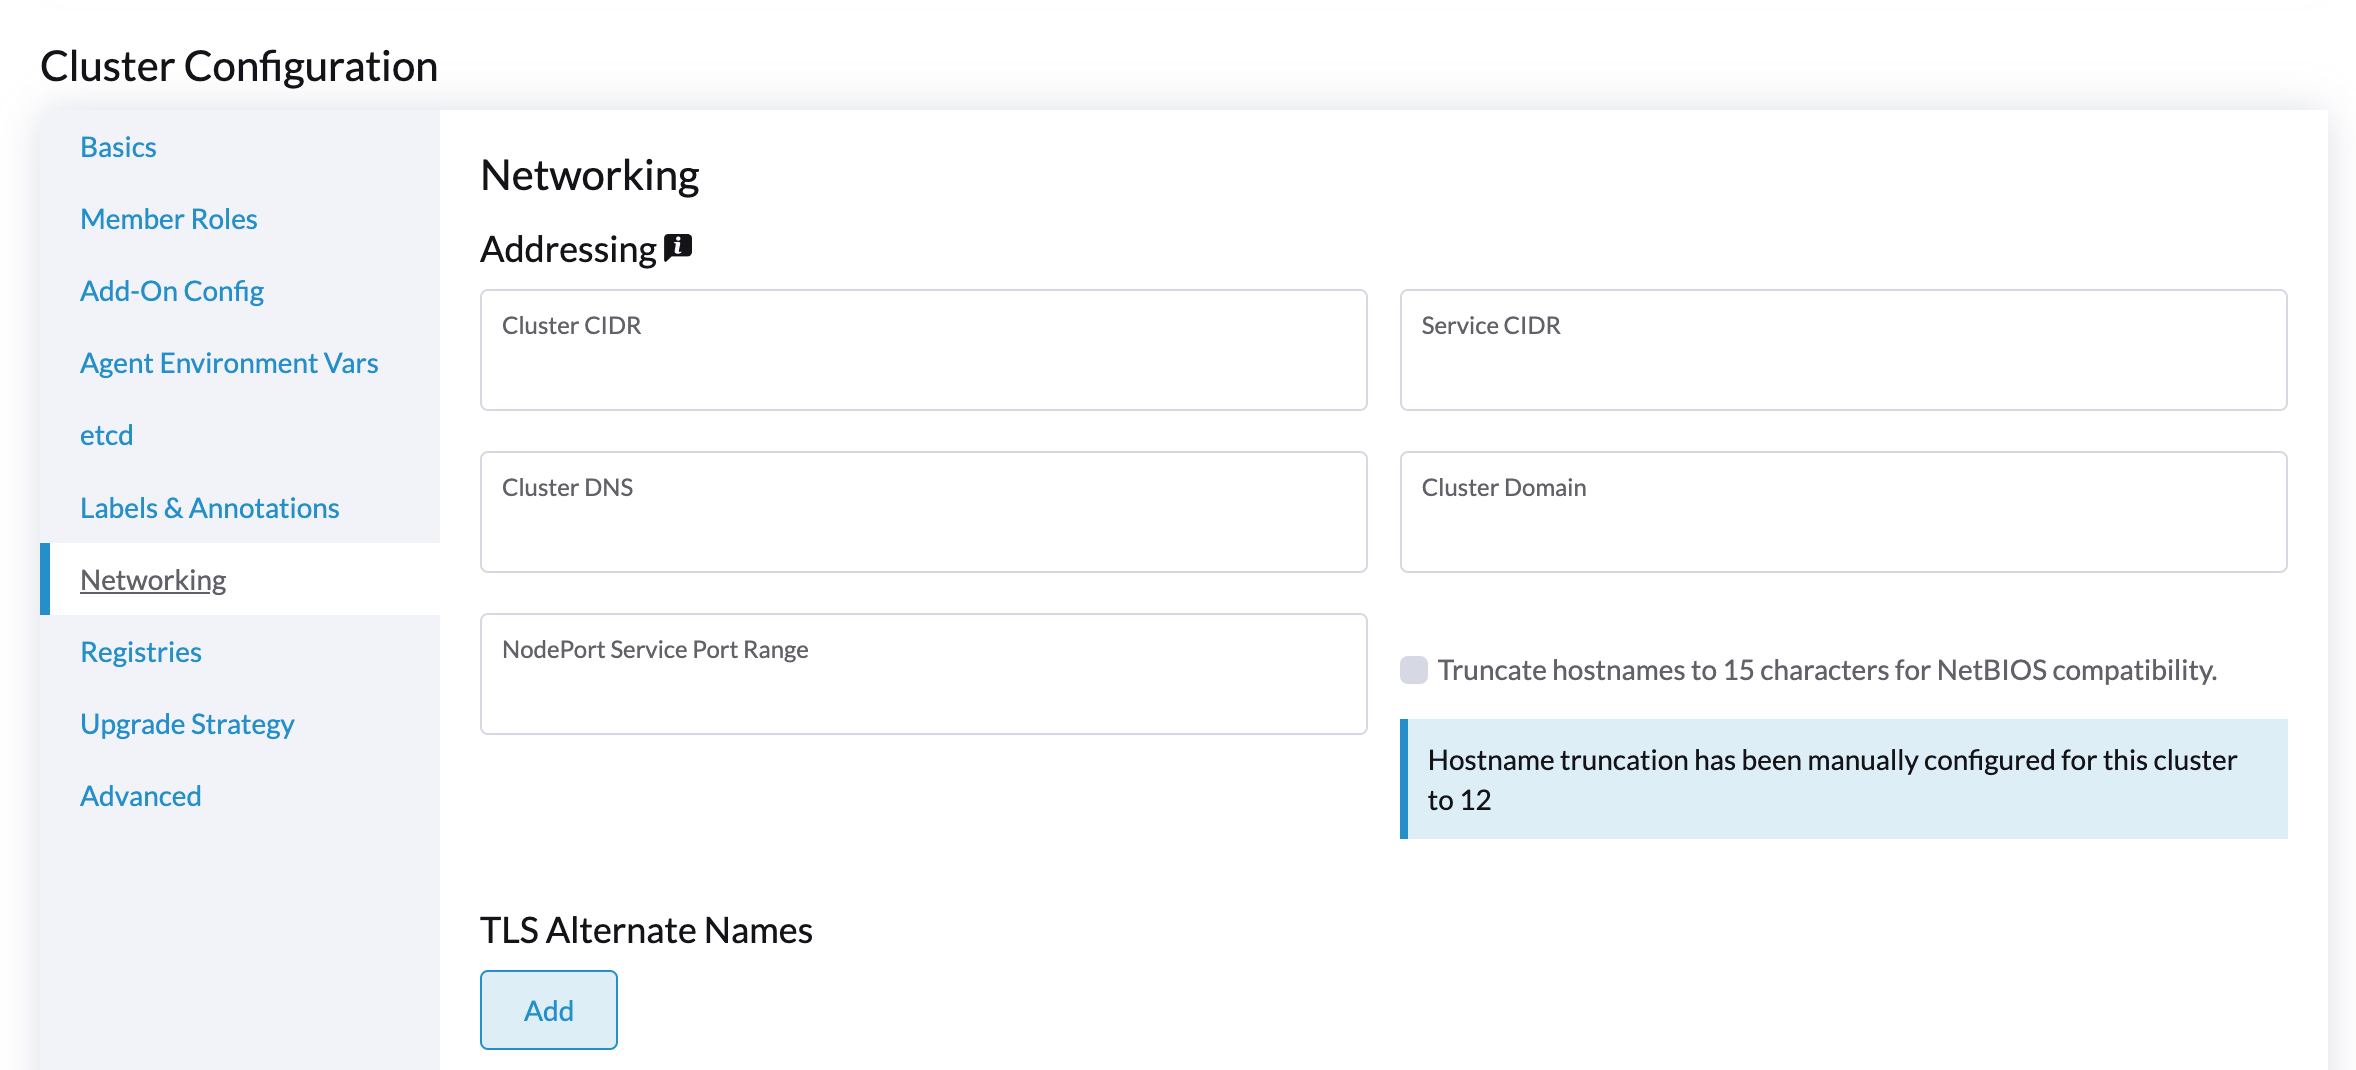 Cluster Configuration
Basics
Member Roles
Add-On Config
Agent Environment Vars
etcd
Labels & Annotations
Networking
Registries
Upgrade Strategy
Advanced
Networking
Addressing i
Cluster CIDR
Service CIDR
Cluster DNS
Cluster Domain
NodePort Service Port Range
Truncate hostnames to 15 characters for NetBIOS compatibility.
Hostname truncation has been manually configured for this cluster
to 12
TLS Alternate Names
Add